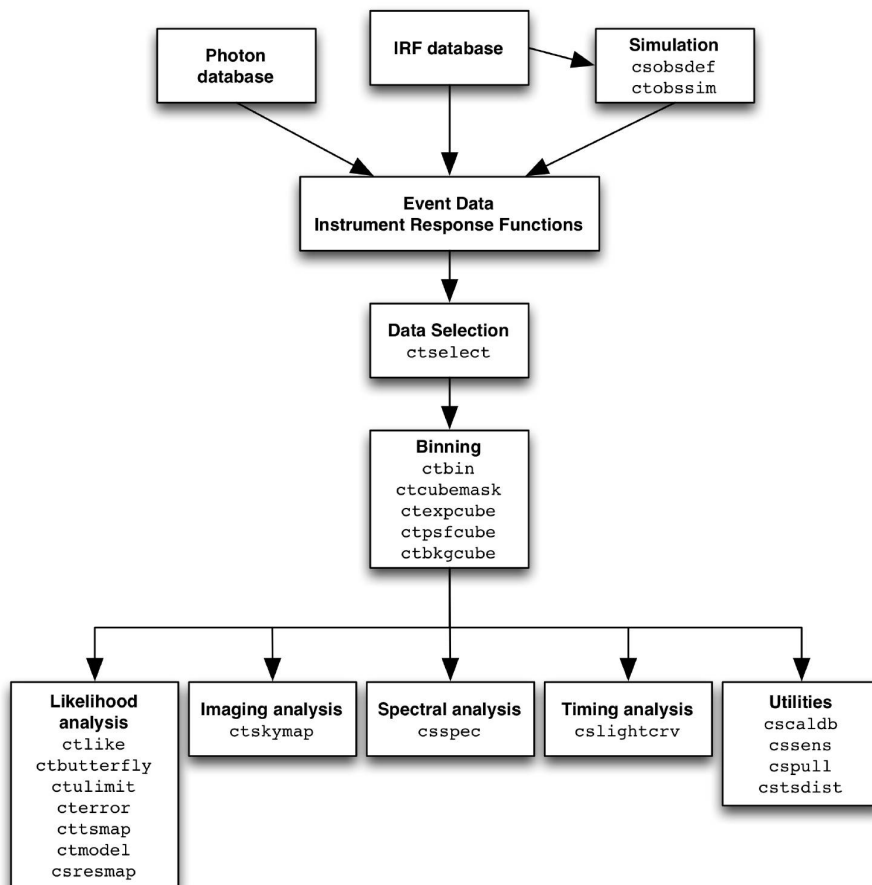 Photon
database
IRF database
Simulation
csobsdef
ctobssim
Event Data
Instrument Response Functions
Data Selection
ctselect
Binning
ctbin
ctcubemask
ctexpcube
ctpsfcube
ctbkgcube
Likelihood
analysis
ctlike
ctbutterfly
ctulimit
cterror
cttsmap
ctmodel
csresmap
Imaging analysis
ctskymap
Spectral analysis
csspec
Timing analysis
cslightcrv
Utilities
cscaldb
cssens
cspull
cstsdist